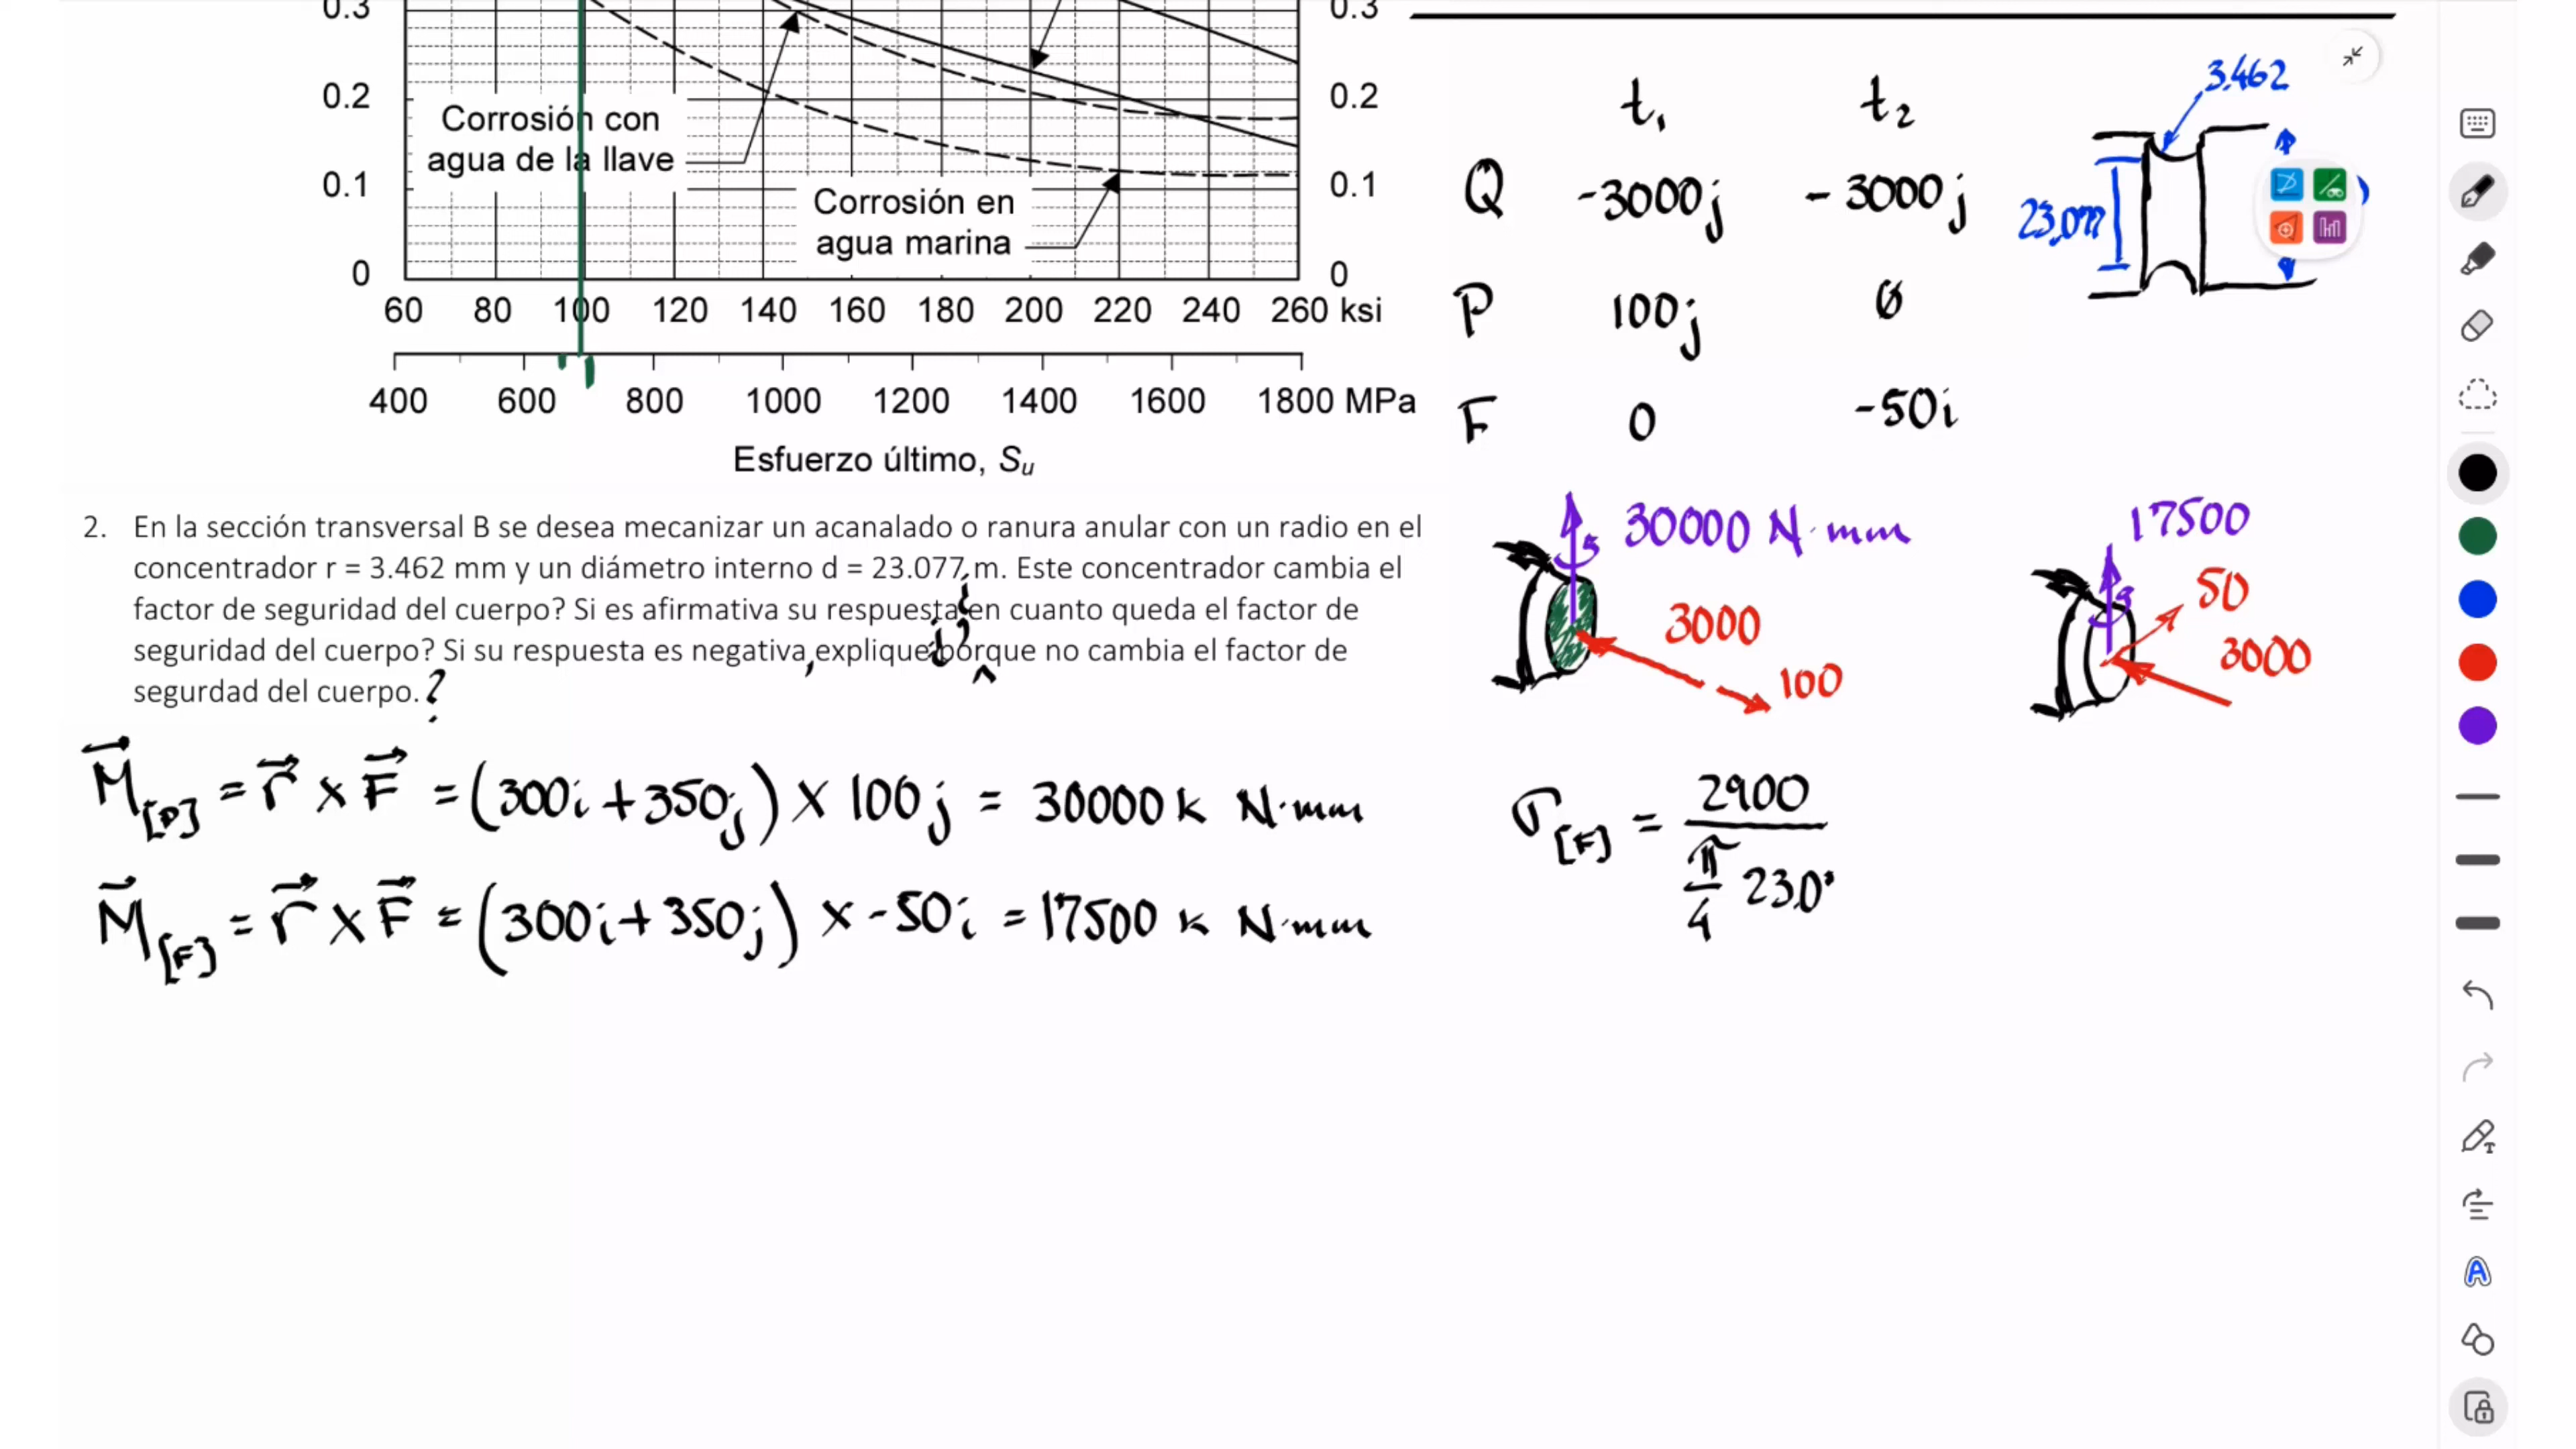 0.3
0.3
0.2
0.2
Corrosión con
agua de la llave
0.1
0.1
Corrosión en
agua marina
0
0
60 80 100 120 140 160 180 200 220 240 260 ksi
400 600 800 1000 1200 1400 1600 1800 MPa
Esfuerzo último, Su
t1 t2
Q -3000j -3000j
P 100j 0
F 0 -50i
3.462
23.077
2. En la sección transversal B se desea mecanizar un acanalado o ranura anular con un radio en el
concentrador r = 3.462 mm y un diámetro interno d = 23.077 m. Este concentrador cambia el
factor de seguridad del cuerpo? Si es afirmativa su respuesta ¿en cuanto queda el factor de
seguridad del cuerpo? Si su respuesta es negativa, explique ¿porque no cambia el factor de
segurdad del cuerpo.?
30000 N·mm
3000
100
17500
50
3000
M[P] = r x F = (300i + 350j) x 100j = 30000k N·mm
M[F] = r x F = (300i + 350j) x -50i = 17500 k N·mm
σ[F] = 2900
π/4 23.0